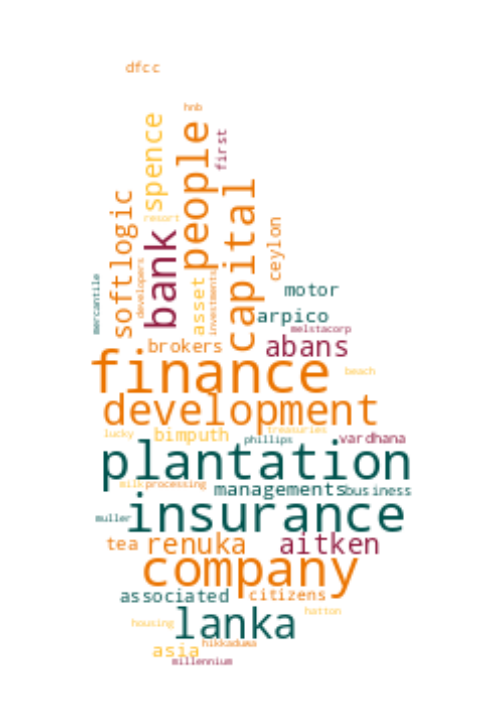 dfcc
hnb
spence
people
first
resort
softlogic
bank
capital
ceylon
developers
asset
investments
mercantile
motor
arpico
melstacorp
brokers
abans
finance
beach
development
lucky
bimputh
treasuries
phillips
vardhana
plantation
milk
processing
managements
business
muller
insurance
tea
renuka
aitken
company
associated
citizens
hatton
housing
lanka
hikkaduwa
asia
millennium